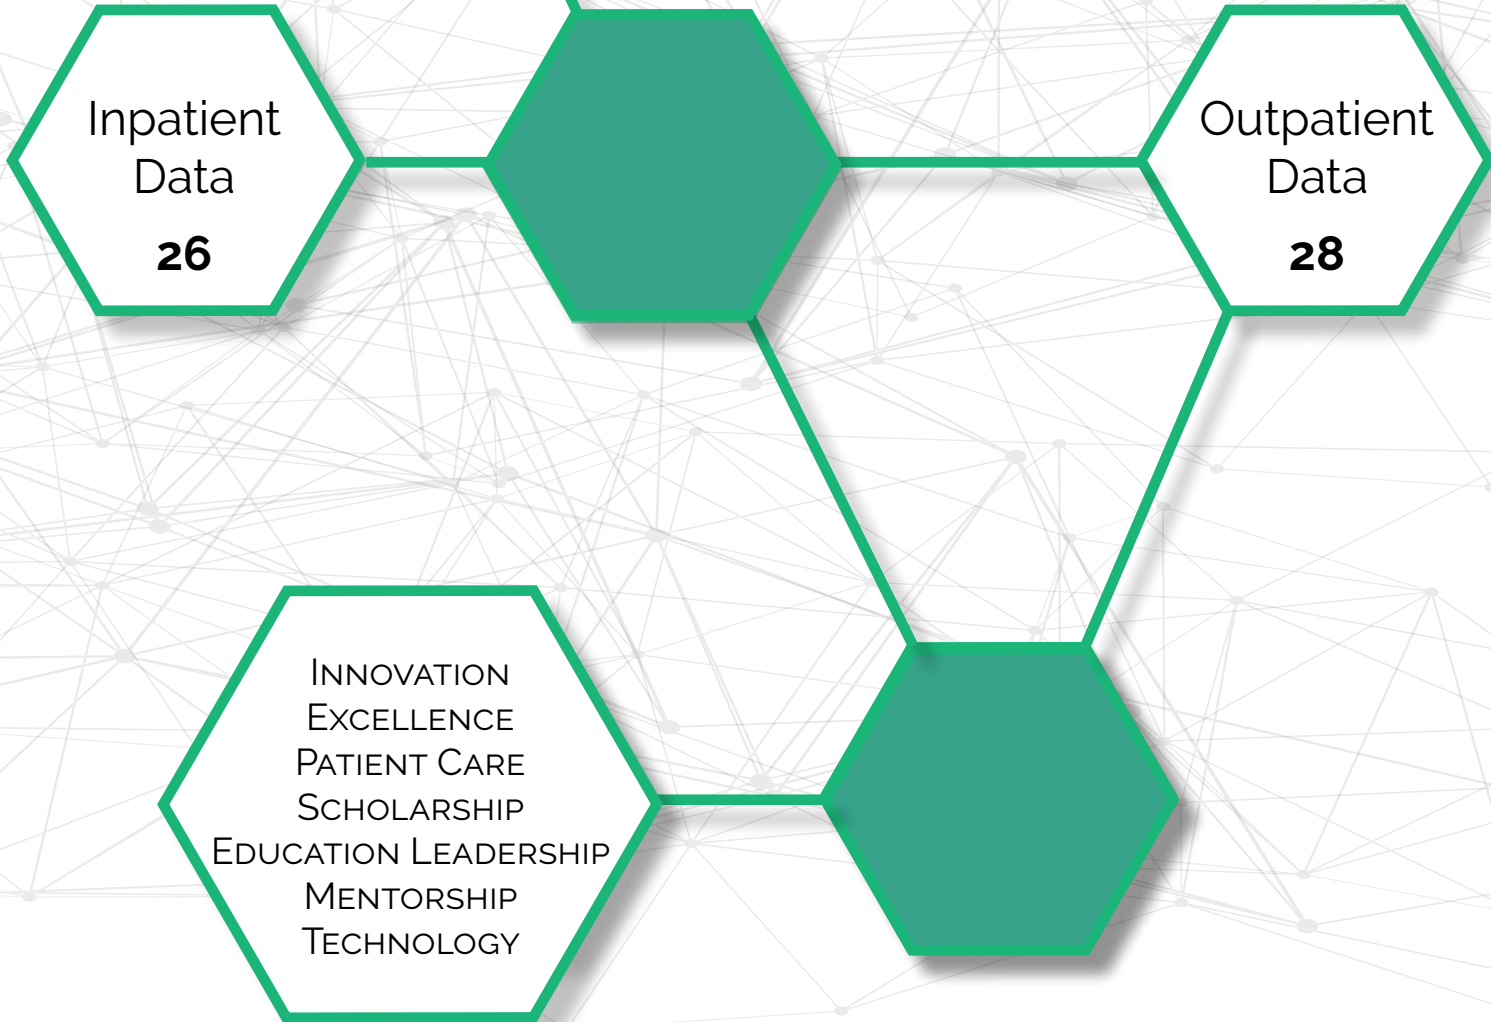 Inpatient
Data
26
Outpatient
Data
28
Innovation
Excellence
Patient Care
Scholarship
Education Leadership
Mentorship
Technology